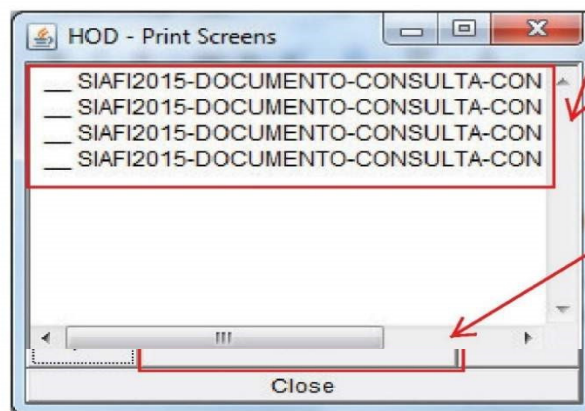 HOD - Print Screens
__ SIAFI2015-DOCUMENTO-CONSULTA-CON
__ SIAFI2015-DOCUMENTO-CONSULTA-CON
__ SIAFI2015-DOCUMENTO-CONSULTA-CON
__ SIAFI2015-DOCUMENTO-CONSULTA-CON
Close